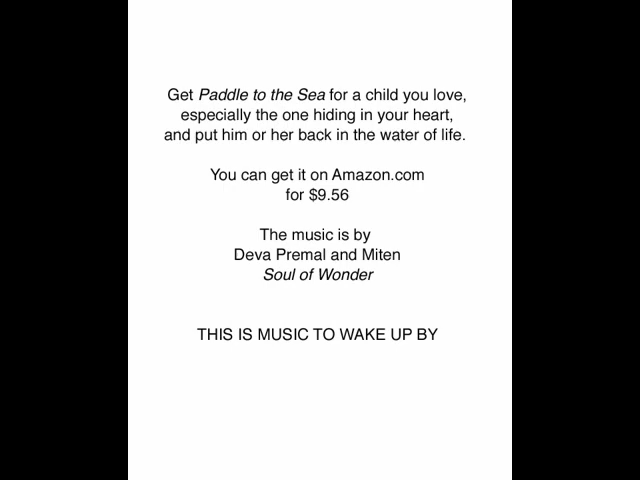 Get Paddle to the Sea for a child you love,
especially the one hiding in your heart,
and put him or her back in the water of life.
You can get it on Amazon.com
for $9.56
The music is by
Deva Premal and Miten
Soul of Wonder
THIS IS MUSIC TO WAKE UP BY